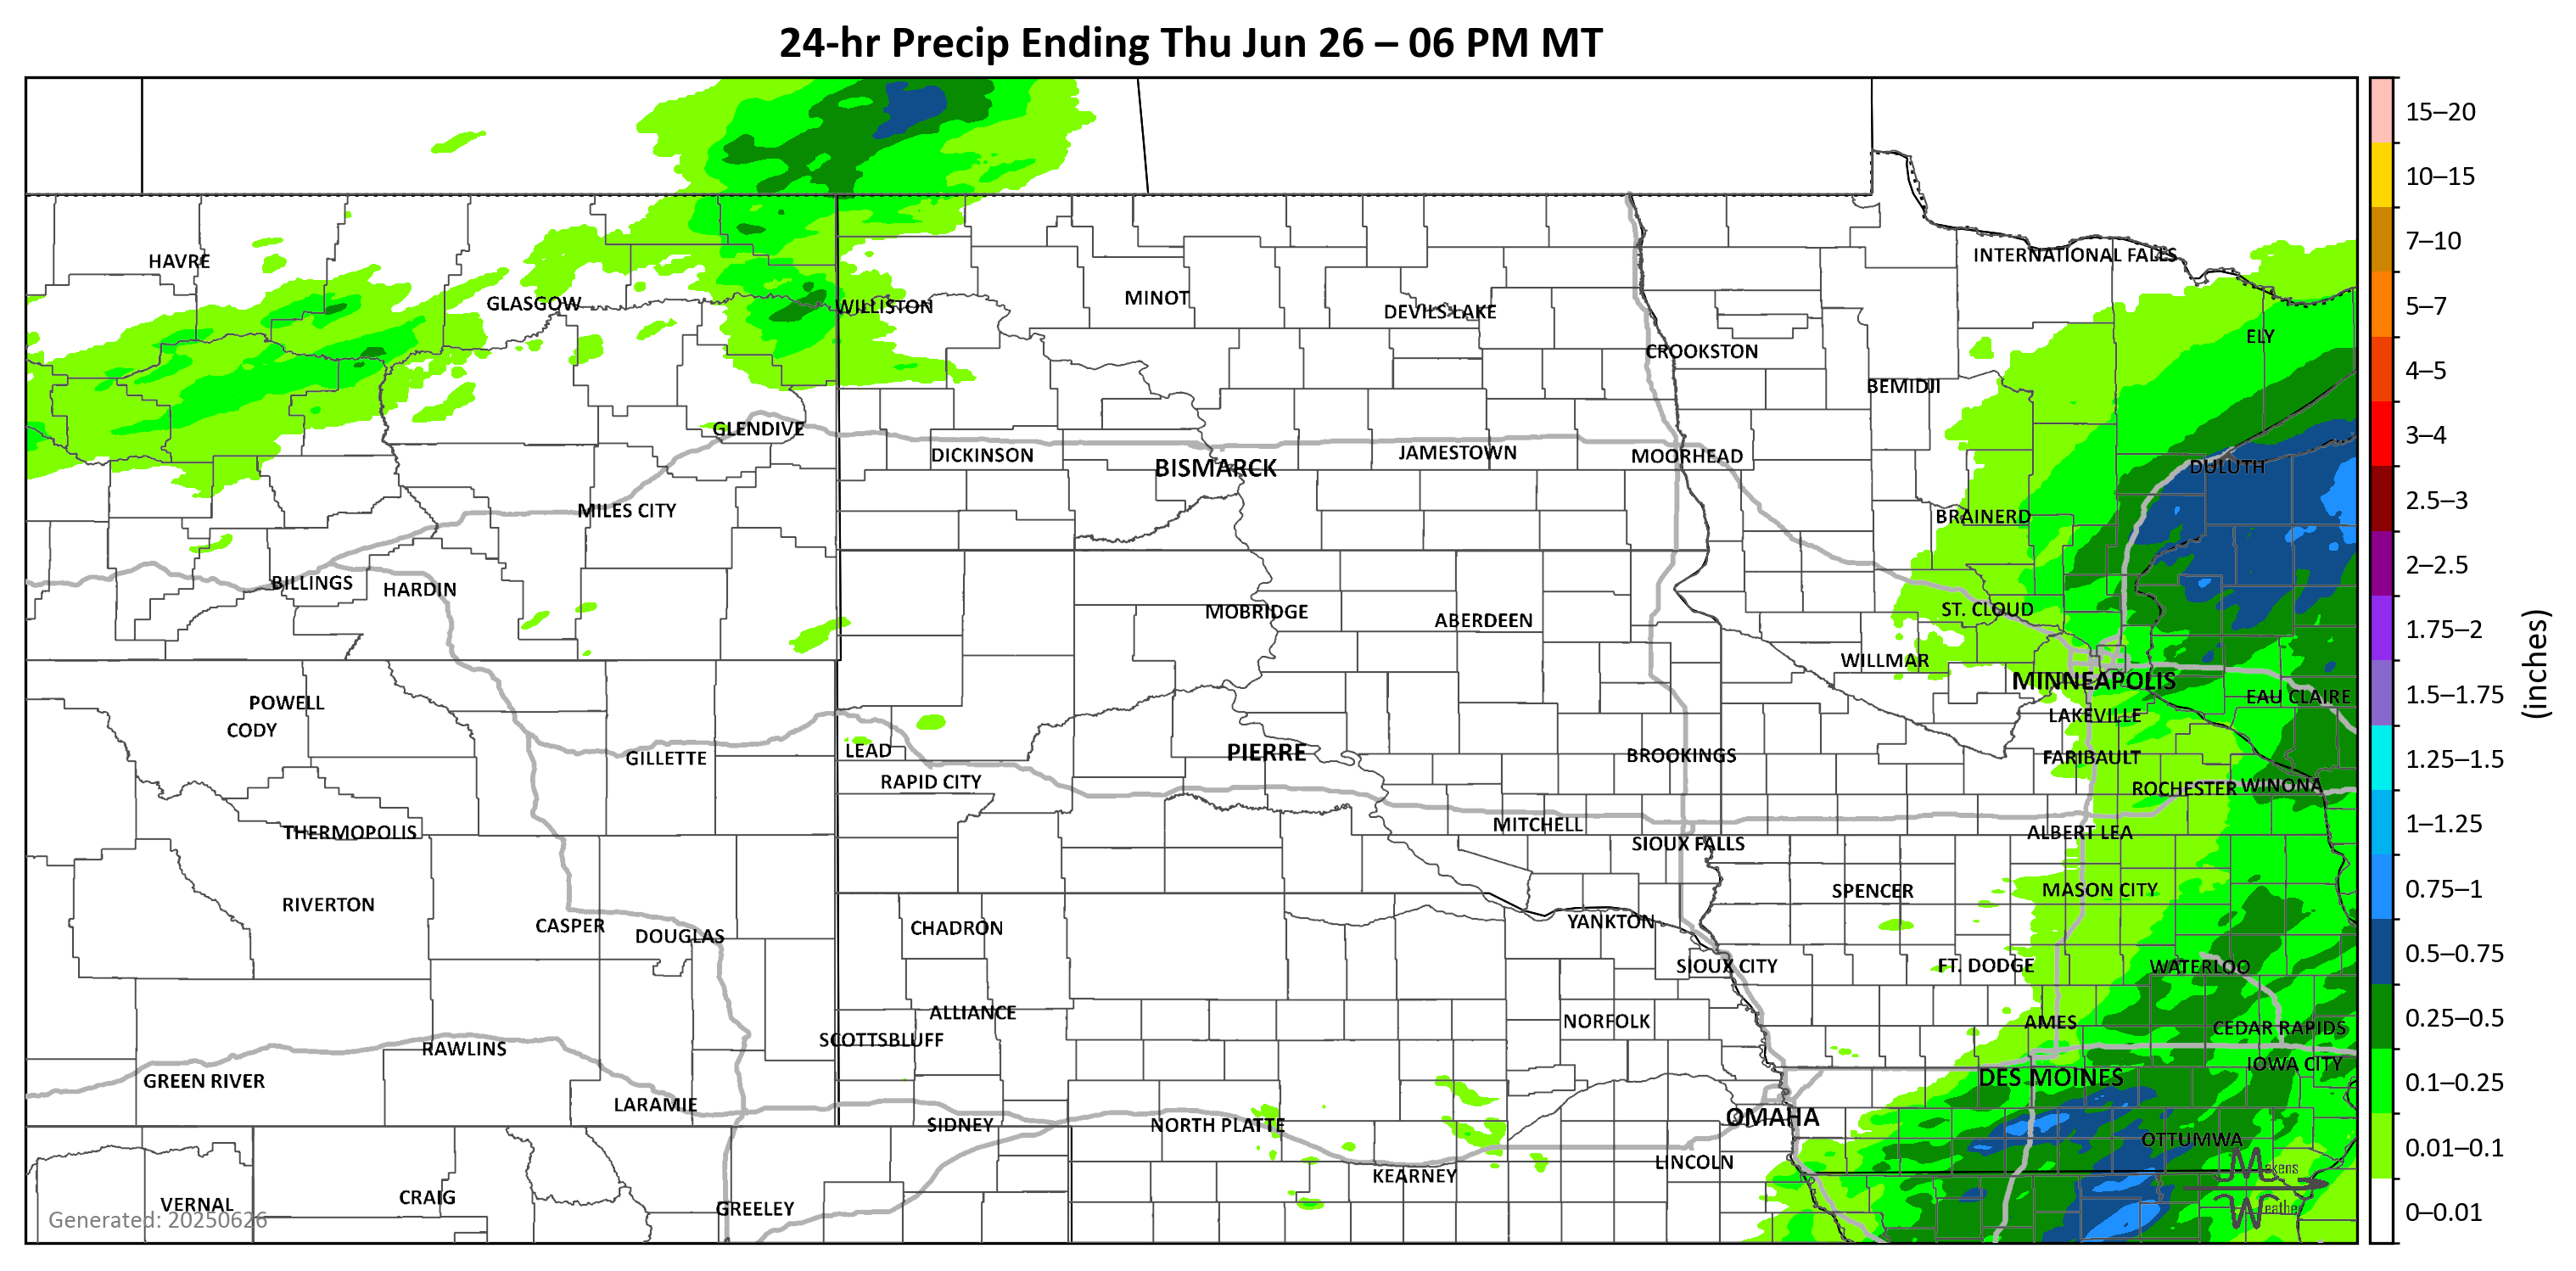 24-hr Precip Ending Thu Jun 26 – 06 PM MT
15–20
10–15
7–10
5–7
4–5
3–4
2.5–3
2–2.5
1.75–2
1.5–1.75
1.25–1.5
1–1.25
0.75–1
0.5–0.75
0.25–0.5
0.1–0.25
0.01–0.1
0–0.01
(inches)
INTERNATIONAL FALLS
HAVRE
MINOT
GLASGOW
WILLISTON
DEVILS LAKE
ELY
CROOKSTON
BEMIDJI
GLENDIVE
DICKINSON
JAMESTOWN
MOORHEAD
BISMARCK
DULUTH
MILES CITY
BRAINERD
BILLINGS
HARDIN
MOBRIDGE
ABERDEEN
ST. CLOUD
WILLMAR
MINNEAPOLIS
EAU CLAIRE
POWELL
LAKEVILLE
CODY
LEAD
PIERRE
BROOKINGS
GILLETTE
FARIBAULT
RAPID CITY
ROCHESTER
WINONA
THERMOPOLIS
MITCHELL
ALBERT LEA
SIOUX FALLS
RIVERTON
SPENCER
MASON CITY
CASPER
DOUGLAS
CHADRON
YANKTON
SIOUX CITY
FT. DODGE
WATERLOO
ALLIANCE
NORFOLK
AMES
CEDAR RAPIDS
SCOTTSBLUFF
RAWLINS
IOWA CITY
GREEN RIVER
DES MOINES
LARAMIE
SIDNEY
NORTH PLATTE
OMAHA
OTTUMWA
LINCOLN
KEARNEY
VERNAL
CRAIG
GREELEY
Makens
Weather
Generated: 20250626